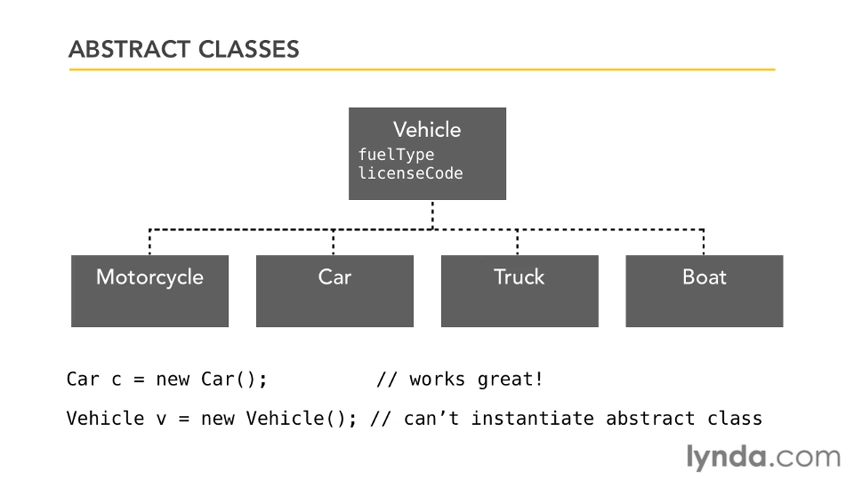 ABSTRACT CLASSES
Vehicle
fuelType
licenseCode
Motorcycle
Car
Truck
Boat
Car c = new Car();          // works great!
Vehicle v = new Vehicle(); // can’t instantiate abstract class
lynda.com